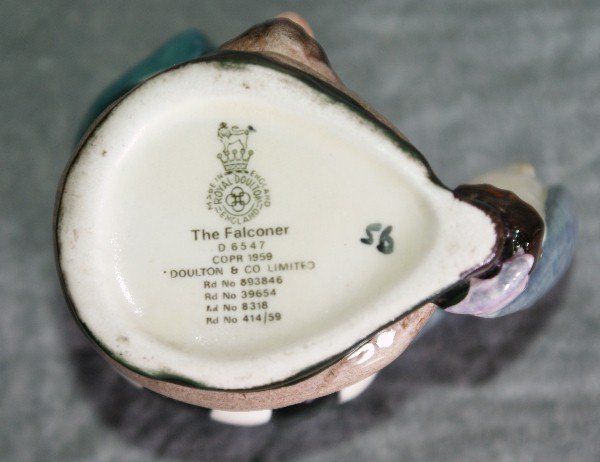 MADE IN ENGLAND
ROYAL DOULTON
ENGLAND
The Falconer
D 6547
COPR 1959
DOULTON & CO LIMITED
Rd No 893846
Rd No 39654
Rd No 8318
Rd No 414/59
56